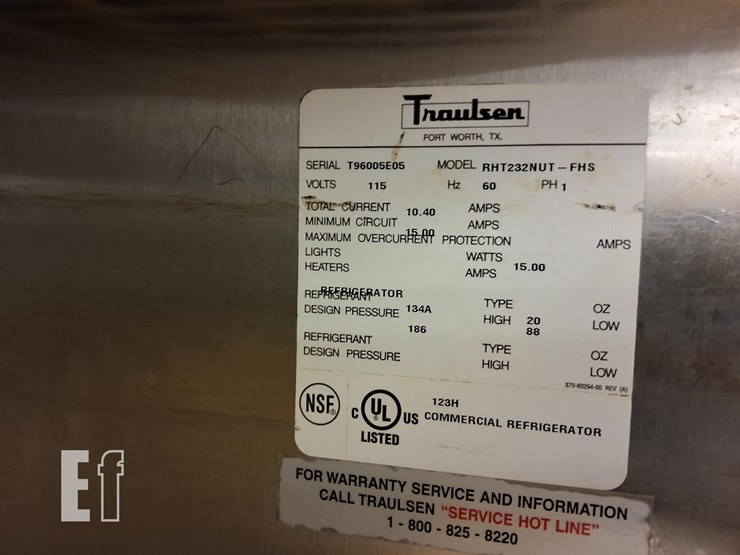 Traulsen
FORT WORTH, TX.
SERIAL T96005E05 MODEL RHT232NUT-FHS
VOLTS 115 Hz 60 PH 1
TOTAL CURRENT 10.40 AMPS
MINIMUM CIRCUIT 15.00 AMPS
MAXIMUM OVERCURRENT PROTECTION AMPS
LIGHTS WATTS 15.00
HEATERS AMPS
REFRIGERATOR
REFRIGERANT 134A TYPE OZ
DESIGN PRESSURE 186 HIGH 20 88 LOW
REFRIGERANT TYPE OZ
DESIGN PRESSURE HIGH LOW
370-60294-00 REV (A)
NSF®
C UL® US 123H
LISTED COMMERCIAL REFRIGERATOR
FOR WARRANTY SERVICE AND INFORMATION
CALL TRAULSEN "SERVICE HOT LINE"
1 - 800 - 825 - 8220
Ef